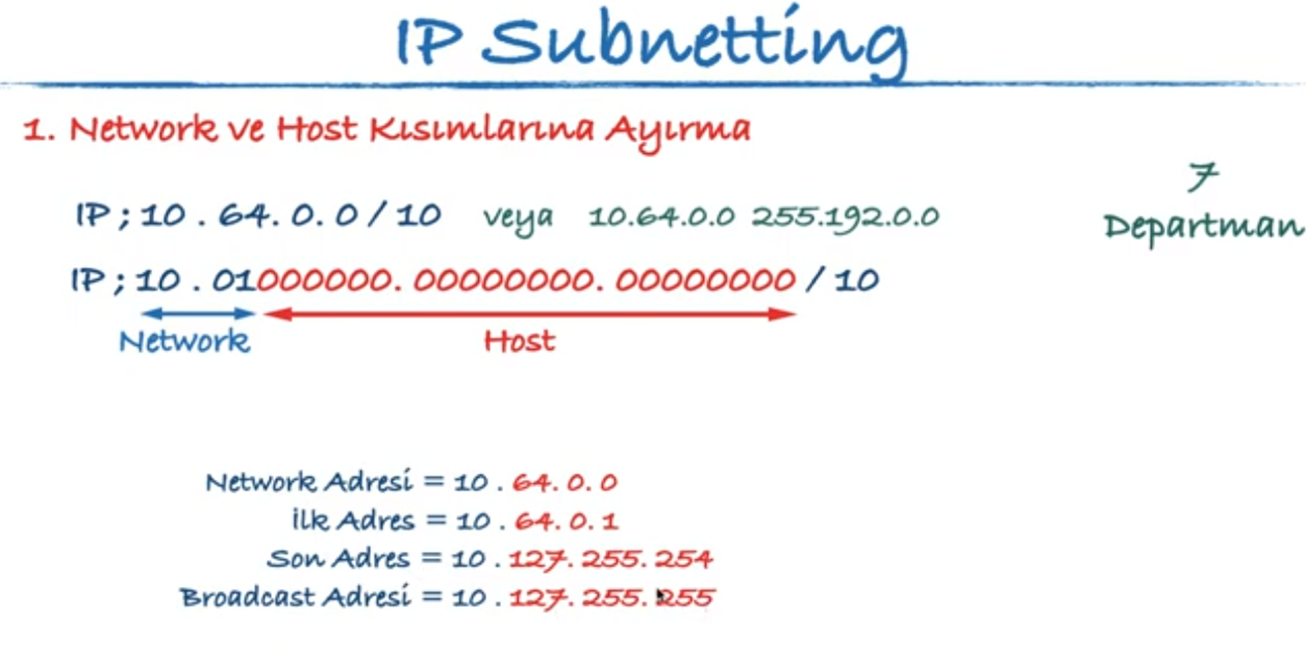 IP Subnetting
1. Network ve Host Kısımlarına Ayırma
7
Departman
IP ; 10 . 64. 0. 0 / 10 veya 10.64.0.0 255.192.0.0
IP ; 10 . 01000000. 00000000. 00000000 / 10
Network Host
Network Adresi = 10 . 64. 0. 0
İlk Adres = 10 . 64. 0. 1
Son Adres = 10 . 127. 255. 254
Broadcast Adresi = 10 . 127. 255. 255